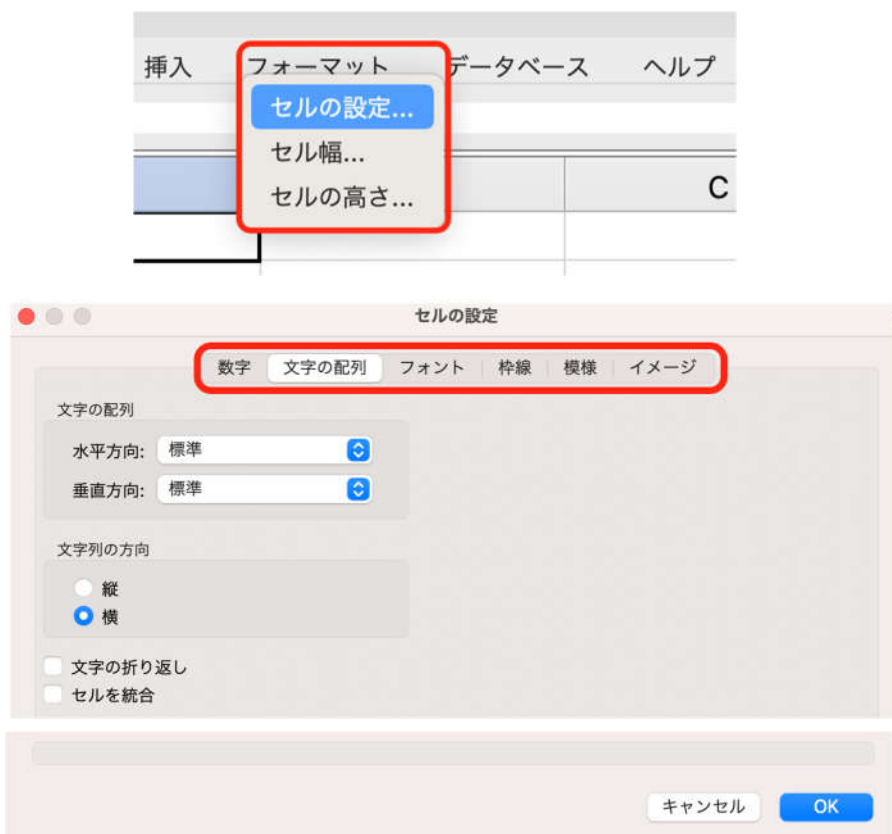 挿入 フォーマット データベース ヘルプ
セルの設定...
セル幅...
セルの高さ...
C
セルの設定
数字 文字の配列 フォント 枠線 模様 イメージ
文字の配列
水平方向: 標準
垂直方向: 標準
文字列の方向
縦
横
文字の折り返し
セルを統合
キャンセル OK